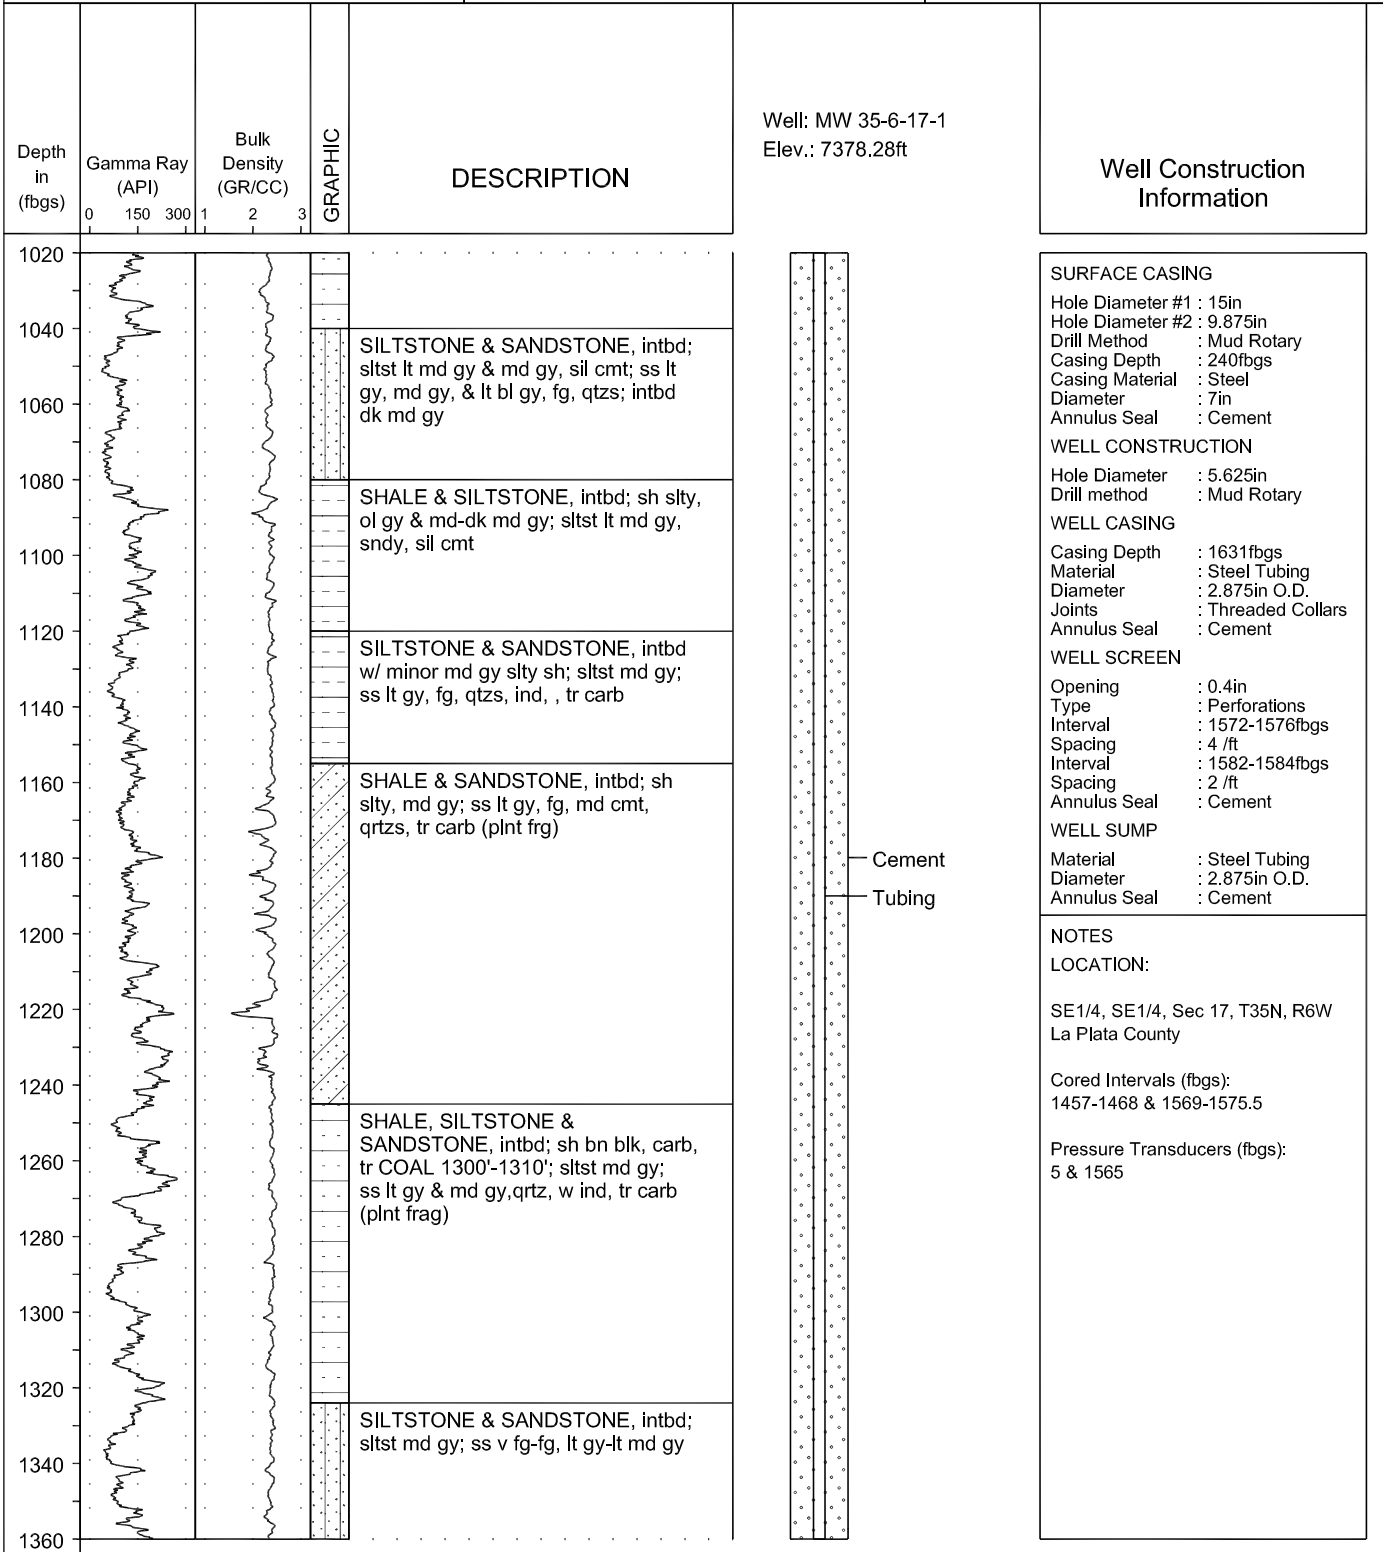 Depth
in
(fbgs)
Gamma Ray
(API)
0 150 300
Bulk
Density
(GR/CC)
1 2 3
GRAPHIC
DESCRIPTION
Well: MW 35-6-17-1
Elev.: 7378.28ft
Well Construction
Information
1020
1040
1060
1080
1100
1120
1140
1160
1180
1200
1220
1240
1260
1280
1300
1320
1340
1360
SILTSTONE & SANDSTONE, intbd;
sltst lt md gy & md gy, sil cmt; ss lt
gy, md gy, & lt bl gy, fg, qtzs; intbd
dk md gy
SHALE & SILTSTONE, intbd; sh slty,
ol gy & md-dk md gy; sltst lt md gy,
sndy, sil cmt
SILTSTONE & SANDSTONE, intbd
w/ minor md gy slty sh; sltst md gy;
ss lt gy, fg, qtzs, ind, , tr carb
SHALE & SANDSTONE, intbd; sh
slty, md gy; ss lt gy, fg, md cmt,
qrtzs, tr carb (plnt frg)
SHALE, SILTSTONE &
SANDSTONE, intbd; sh bn blk, carb,
tr COAL 1300'-1310'; sltst md gy;
ss lt gy & md gy,qrtz, w ind, tr carb
(plnt frag)
SILTSTONE & SANDSTONE, intbd;
sltst md gy; ss v fg-fg, lt gy-lt md gy
Cement
Tubing
SURFACE CASING
Hole Diameter #1 : 15in
Hole Diameter #2 : 9.875in
Drill Method : Mud Rotary
Casing Depth : 240fbgs
Casing Material : Steel
Diameter : 7in
Annulus Seal : Cement
WELL CONSTRUCTION
Hole Diameter : 5.625in
Drill method : Mud Rotary
WELL CASING
Casing Depth : 1631fbgs
Material : Steel Tubing
Diameter : 2.875in O.D.
Joints : Threaded Collars
Annulus Seal : Cement
WELL SCREEN
Opening : 0.4in
Type : Perforations
Interval : 1572-1576fbgs
Spacing : 4 /ft
Interval : 1582-1584fbgs
Spacing : 2 /ft
Annulus Seal : Cement
WELL SUMP
Material : Steel Tubing
Diameter : 2.875in O.D.
Annulus Seal : Cement
NOTES
LOCATION:
SE1/4, SE1/4, Sec 17, T35N, R6W
La Plata County
Cored Intervals (fbgs):
1457-1468 & 1569-1575.5
Pressure Transducers (fbgs):
5 & 1565